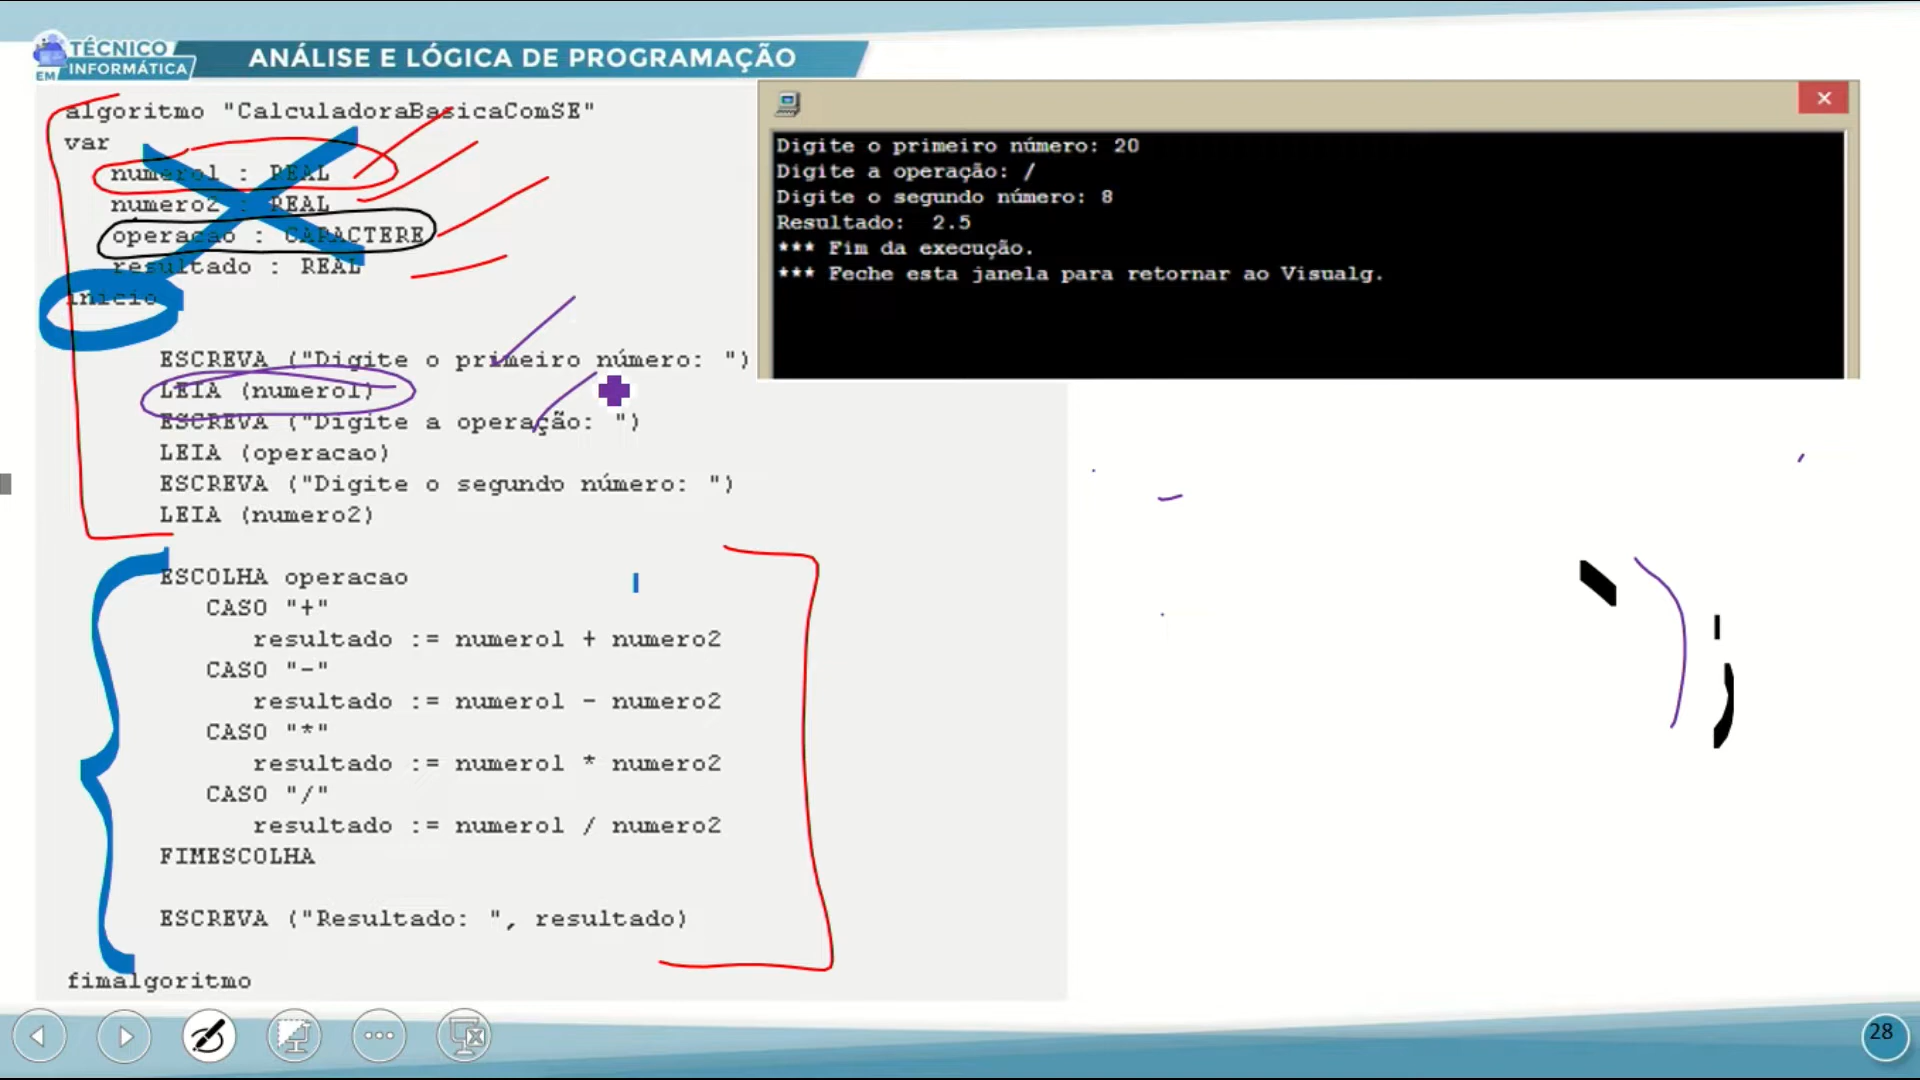 TÉCNICO
EM INFORMÁTICA
ANÁLISE E LÓGICA DE PROGRAMAÇÃO
algoritmo "CalculadoraBasicaComSE"
var
numero1 : REAL
numero2 : REAL
operacao : CARACTERE
resultado : REAL
inicio
ESCREVA ("Digite o primeiro número: ")
LEIA (numero1)
ESCREVA ("Digite a operação: ")
LEIA (operacao)
ESCREVA ("Digite o segundo número: ")
LEIA (numero2)
ESCOLHA operacao
CASO "+"
resultado := numero1 + numero2
CASO "-"
resultado := numero1 - numero2
CASO "*"
resultado := numero1 * numero2
CASO "/"
resultado := numero1 / numero2
FIMESCOLHA
ESCREVA ("Resultado: ", resultado)
fimalgoritmo
Digite o primeiro número: 20
Digite a operação: /
Digite o segundo número: 8
Resultado:  2.5
*** Fim da execução.
*** Feche esta janela para retornar ao Visualg.
28